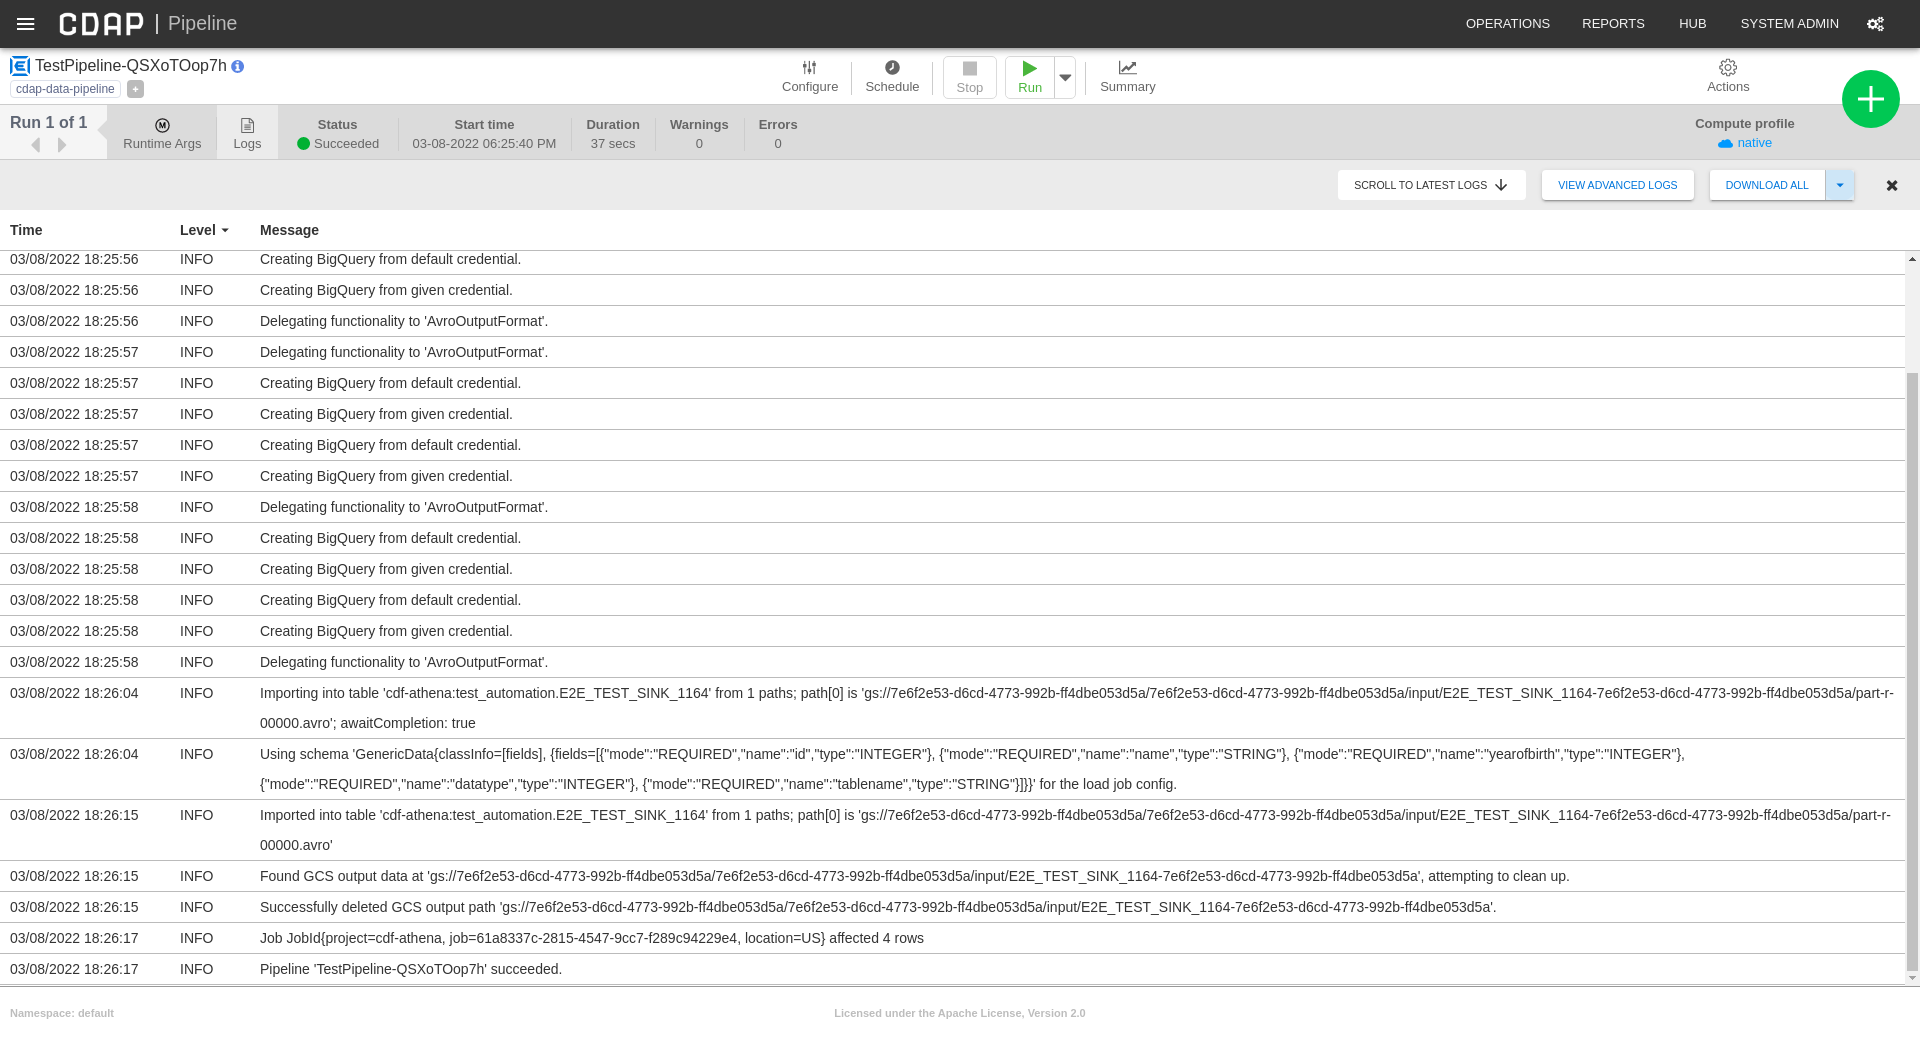 CDAP | Pipeline
OPERATIONS REPORTS HUB SYSTEM ADMIN
TestPipeline-QSXoTOop7h
cdap-data-pipeline +
Configure Schedule Stop Run Summary Actions
Run 1 of 1
Runtime Args
Logs
Status
Succeeded
Start time
03-08-2022 06:25:40 PM
Duration
37 secs
Warnings
0
Errors
0
Compute profile
native
SCROLL TO LATEST LOGS VIEW ADVANCED LOGS DOWNLOAD ALL
Time Level Message
03/08/2022 18:25:56 INFO Creating BigQuery from default credential.
03/08/2022 18:25:56 INFO Creating BigQuery from given credential.
03/08/2022 18:25:56 INFO Delegating functionality to 'AvroOutputFormat'.
03/08/2022 18:25:57 INFO Delegating functionality to 'AvroOutputFormat'.
03/08/2022 18:25:57 INFO Creating BigQuery from default credential.
03/08/2022 18:25:57 INFO Creating BigQuery from given credential.
03/08/2022 18:25:57 INFO Creating BigQuery from default credential.
03/08/2022 18:25:57 INFO Creating BigQuery from given credential.
03/08/2022 18:25:58 INFO Delegating functionality to 'AvroOutputFormat'.
03/08/2022 18:25:58 INFO Creating BigQuery from default credential.
03/08/2022 18:25:58 INFO Creating BigQuery from given credential.
03/08/2022 18:25:58 INFO Creating BigQuery from default credential.
03/08/2022 18:25:58 INFO Creating BigQuery from given credential.
03/08/2022 18:25:58 INFO Delegating functionality to 'AvroOutputFormat'.
03/08/2022 18:26:04 INFO Importing into table 'cdf-athena:test_automation.E2E_TEST_SINK_1164' from 1 paths; path[0] is 'gs://7e6f2e53-d6cd-4773-992b-ff4dbe053d5a/7e6f2e53-d6cd-4773-992b-ff4dbe053d5a/input/E2E_TEST_SINK_1164-7e6f2e53-d6cd-4773-992b-ff4dbe053d5a/part-r-
00000.avro'; awaitCompletion: true
03/08/2022 18:26:04 INFO Using schema 'GenericData{classInfo=[fields], {fields=[{"mode":"REQUIRED","name":"id","type":"INTEGER"}, {"mode":"REQUIRED","name":"name","type":"STRING"}, {"mode":"REQUIRED","name":"yearofbirth","type":"INTEGER"},
{"mode":"REQUIRED","name":"datatype","type":"INTEGER"}, {"mode":"REQUIRED","name":"tablename","type":"STRING"}]}}' for the load job config.
03/08/2022 18:26:15 INFO Imported into table 'cdf-athena:test_automation.E2E_TEST_SINK_1164' from 1 paths; path[0] is 'gs://7e6f2e53-d6cd-4773-992b-ff4dbe053d5a/7e6f2e53-d6cd-4773-992b-ff4dbe053d5a/input/E2E_TEST_SINK_1164-7e6f2e53-d6cd-4773-992b-ff4dbe053d5a/part-r-
00000.avro'
03/08/2022 18:26:15 INFO Found GCS output data at 'gs://7e6f2e53-d6cd-4773-992b-ff4dbe053d5a/7e6f2e53-d6cd-4773-992b-ff4dbe053d5a/input/E2E_TEST_SINK_1164-7e6f2e53-d6cd-4773-992b-ff4dbe053d5a', attempting to clean up.
03/08/2022 18:26:15 INFO Successfully deleted GCS output path 'gs://7e6f2e53-d6cd-4773-992b-ff4dbe053d5a/7e6f2e53-d6cd-4773-992b-ff4dbe053d5a/input/E2E_TEST_SINK_1164-7e6f2e53-d6cd-4773-992b-ff4dbe053d5a'.
03/08/2022 18:26:17 INFO Job JobId{project=cdf-athena, job=61a8337c-2815-4547-9cc7-f289c94229e4, location=US} affected 4 rows
03/08/2022 18:26:17 INFO Pipeline 'TestPipeline-QSXoTOop7h' succeeded.
Namespace: default
Licensed under the Apache License, Version 2.0